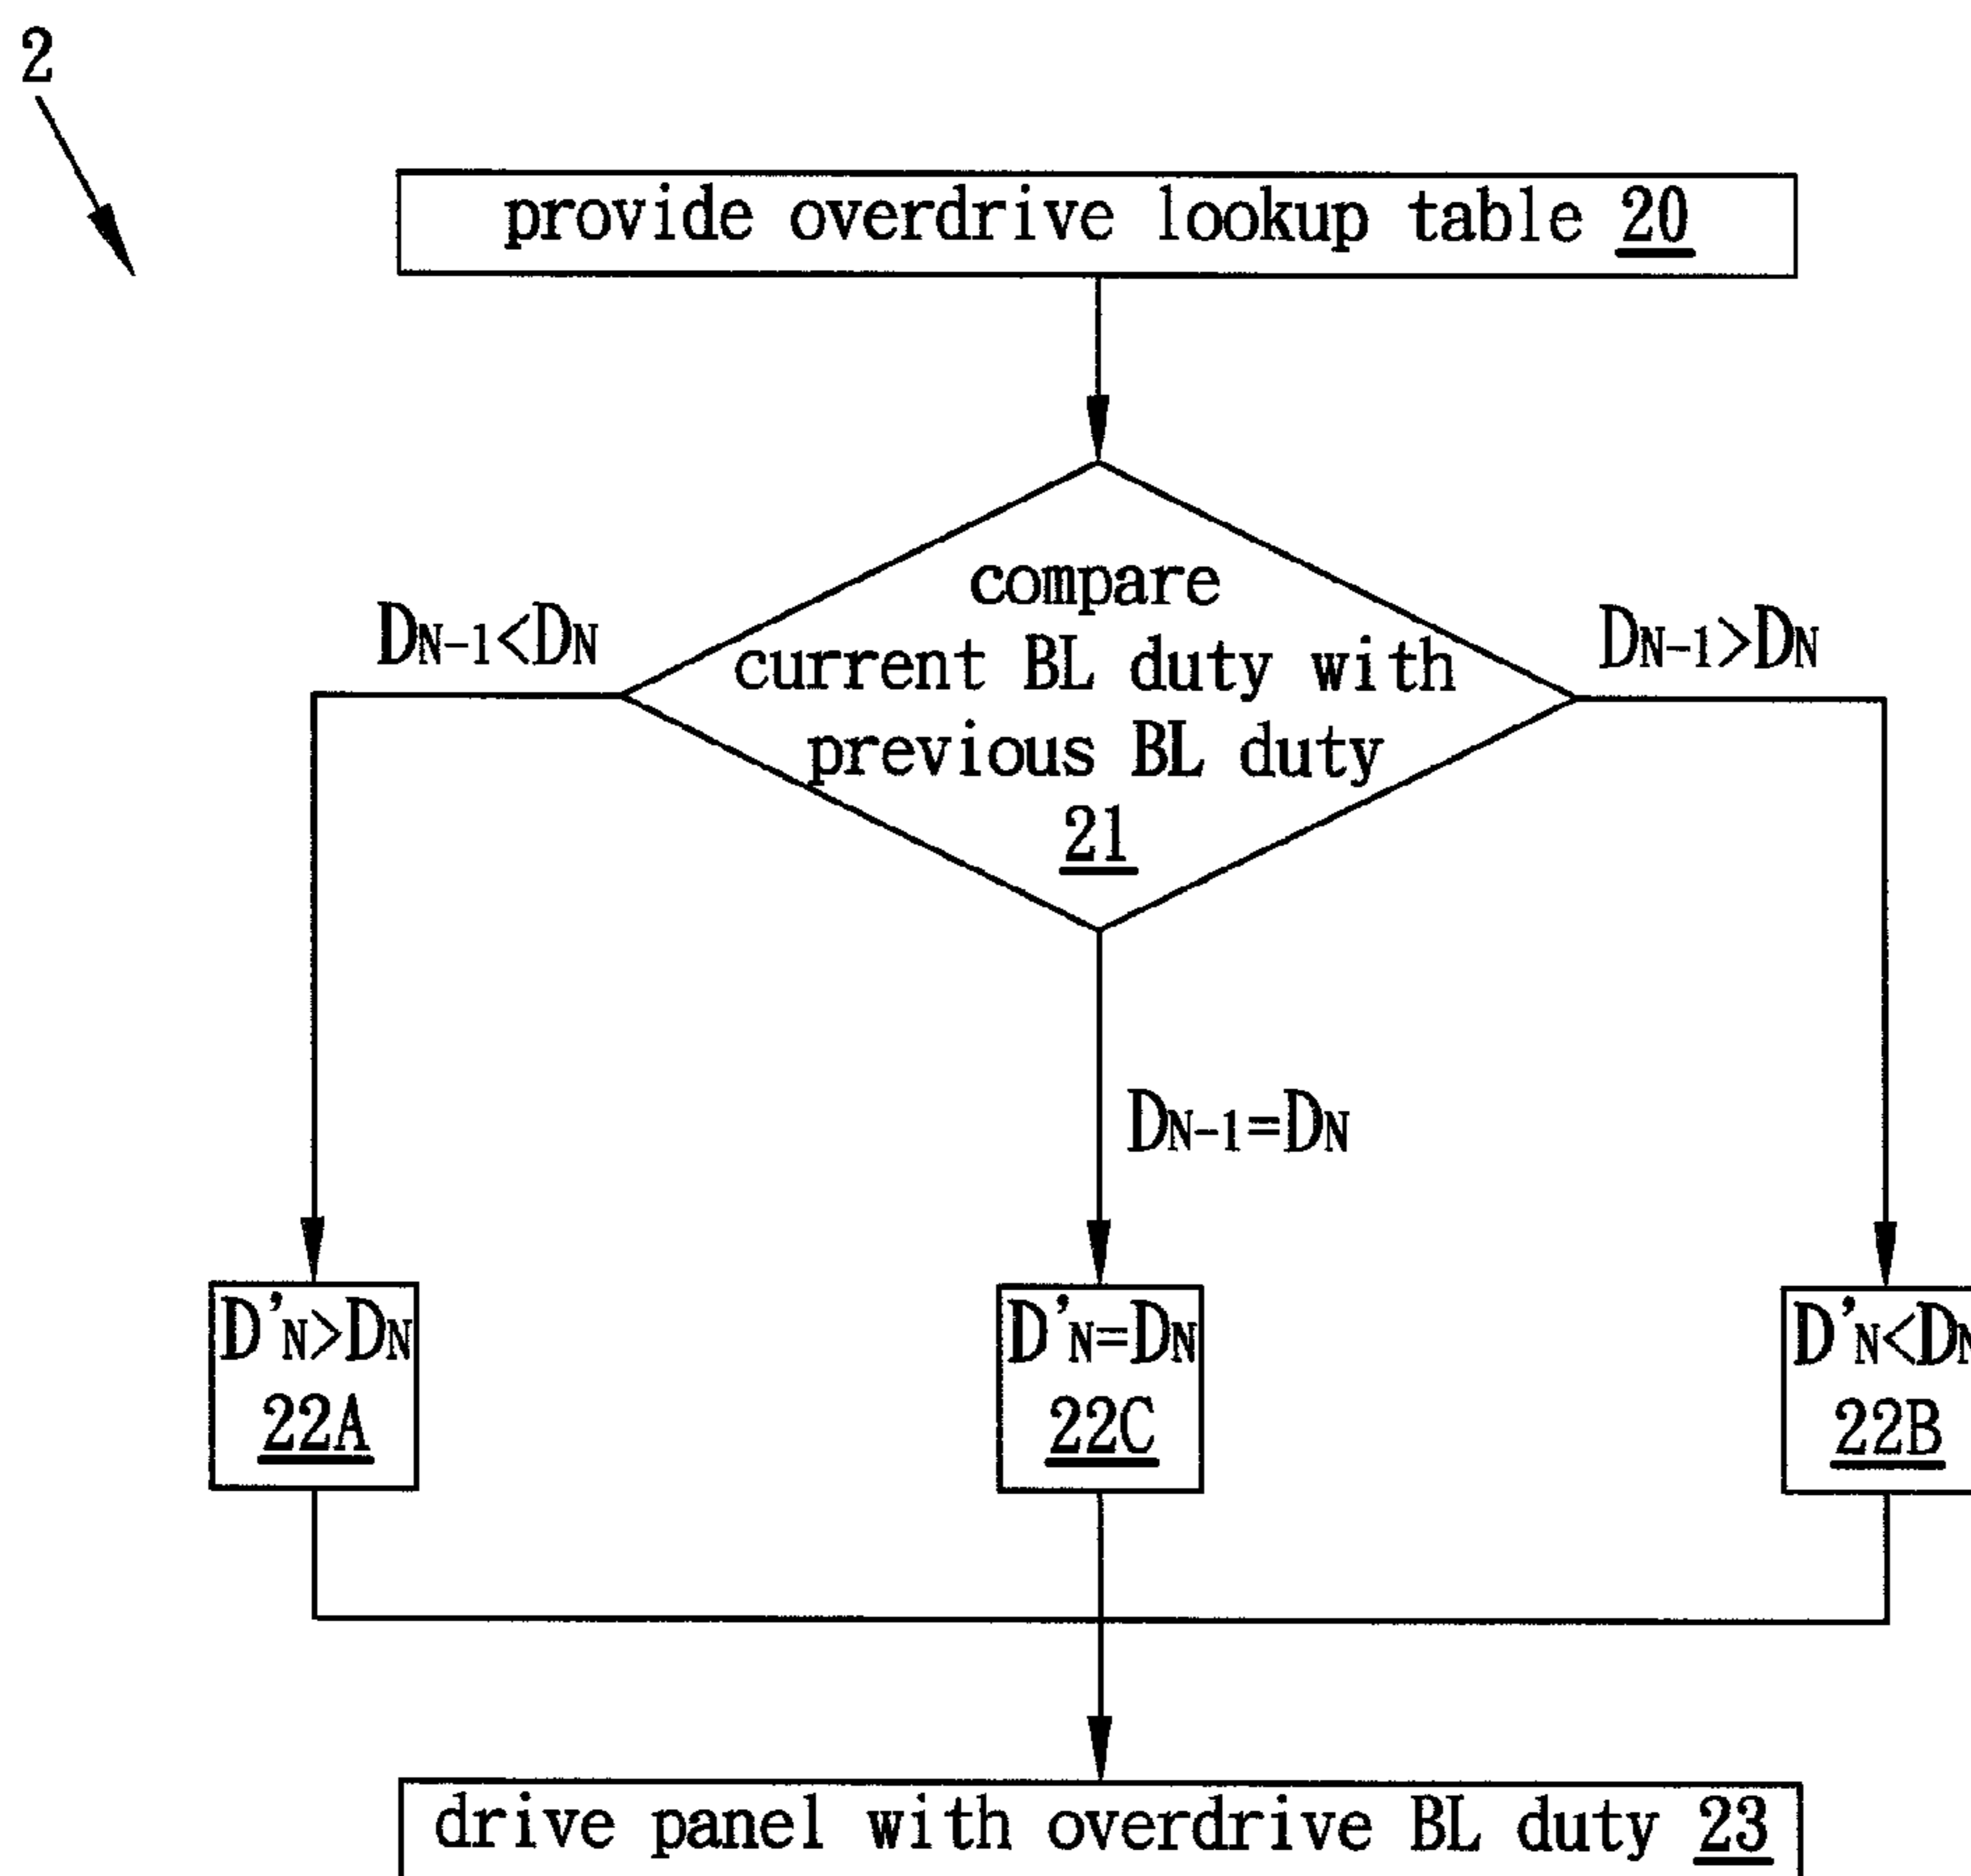 2
provide overdrive lookup table 20
compare
current BL duty with
previous BL duty
21
DN-1<DN
DN-1>DN
DN-1=DN
D'N>DN
22A
D'N=DN
22C
D'N<DN
22B
drive panel with overdrive BL duty 23